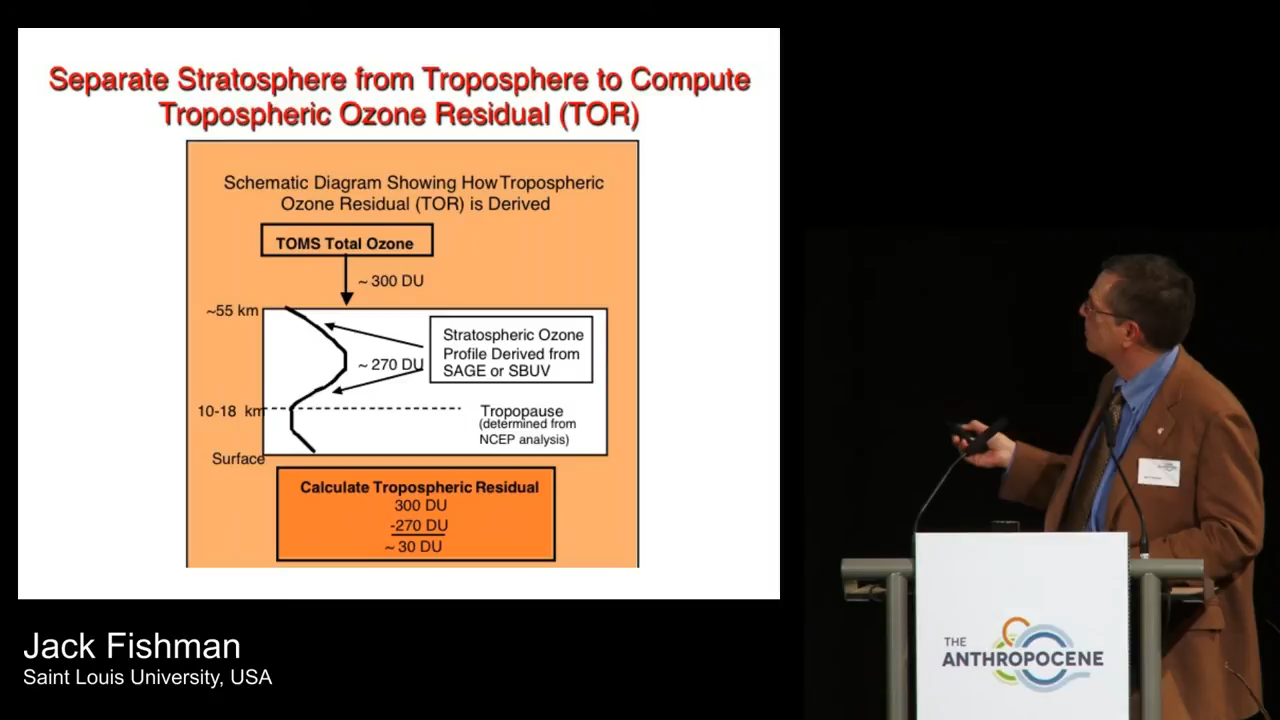 Separate Stratosphere from Troposphere to Compute
Tropospheric Ozone Residual (TOR)
Schematic Diagram Showing How Tropospheric
Ozone Residual (TOR) is Derived
TOMS Total Ozone
~ 300 DU
~55 km
Stratospheric Ozone
Profile Derived from
SAGE or SBUV
~ 270 DU
10-18 km
Tropopause
(determined from
NCEP analysis)
Surface
Calculate Tropospheric Residual
300 DU
-270 DU
~ 30 DU
THE
ANTHROPOCENE
Jack Fishman
Saint Louis University, USA